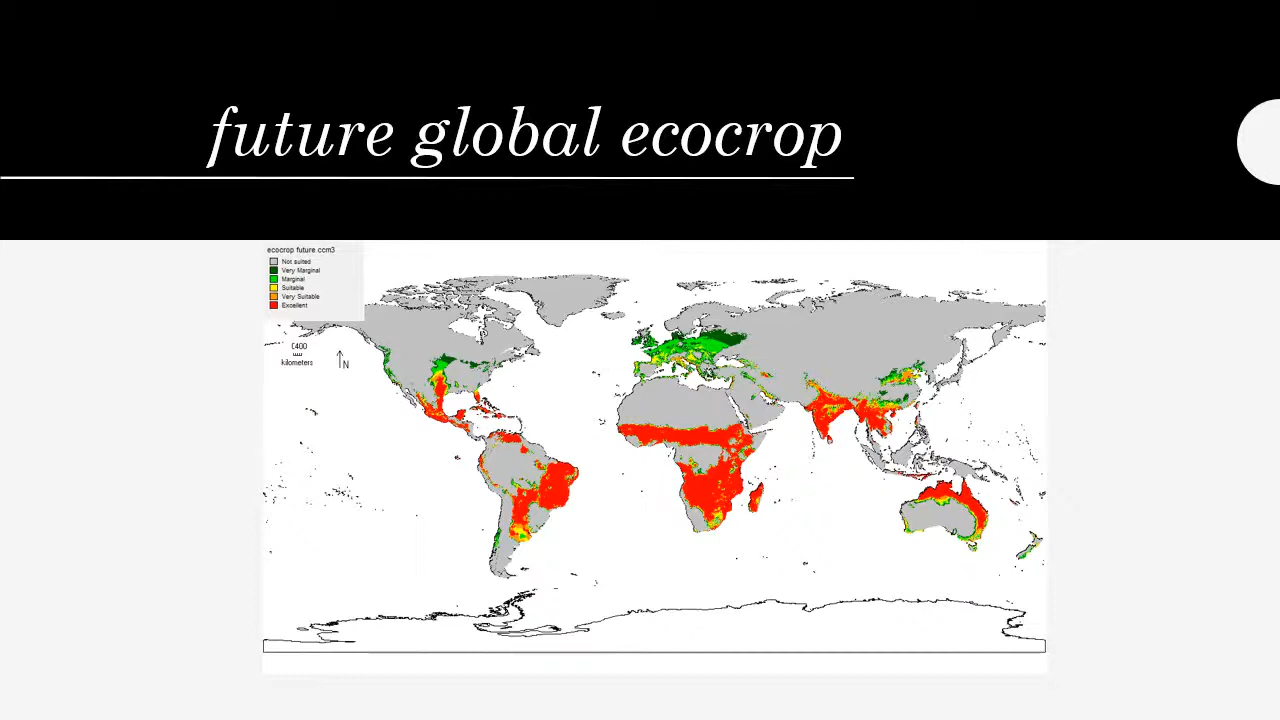 future global ecocrop
ecocrop future ccm3
Not suited
Very Marginal
Marginal
Suitable
Very Suitable
Excellent
kilometers
N